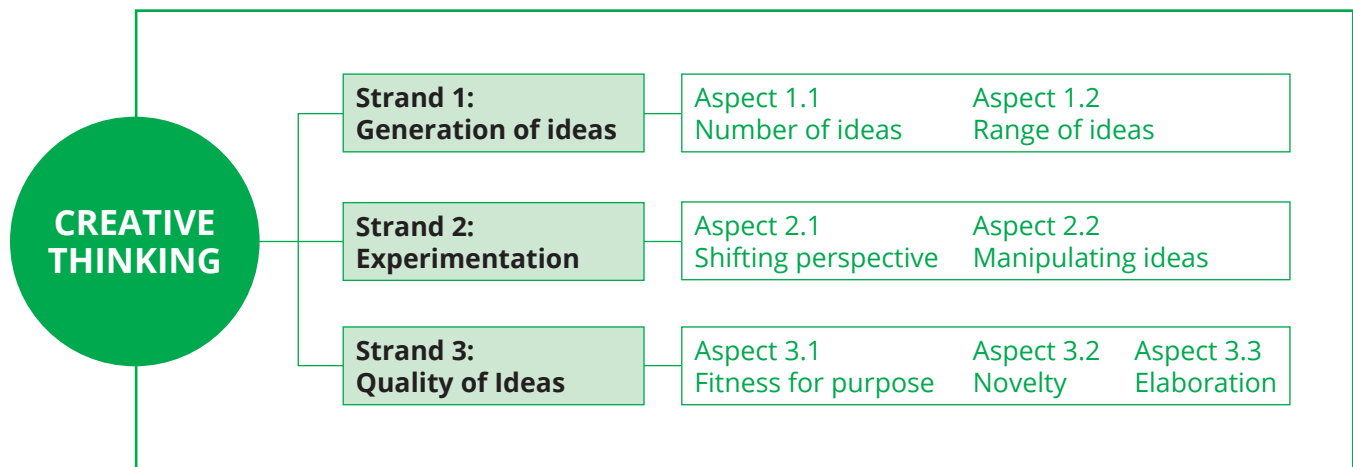 CREATIVE
THINKING
Strand 1:
Generation of ideas
Aspect 1.1
Number of ideas
Aspect 1.2
Range of ideas
Strand 2:
Experimentation
Aspect 2.1
Shifting perspective
Aspect 2.2
Manipulating ideas
Strand 3:
Quality of Ideas
Aspect 3.1
Fitness for purpose
Aspect 3.2
Novelty
Aspect 3.3
Elaboration